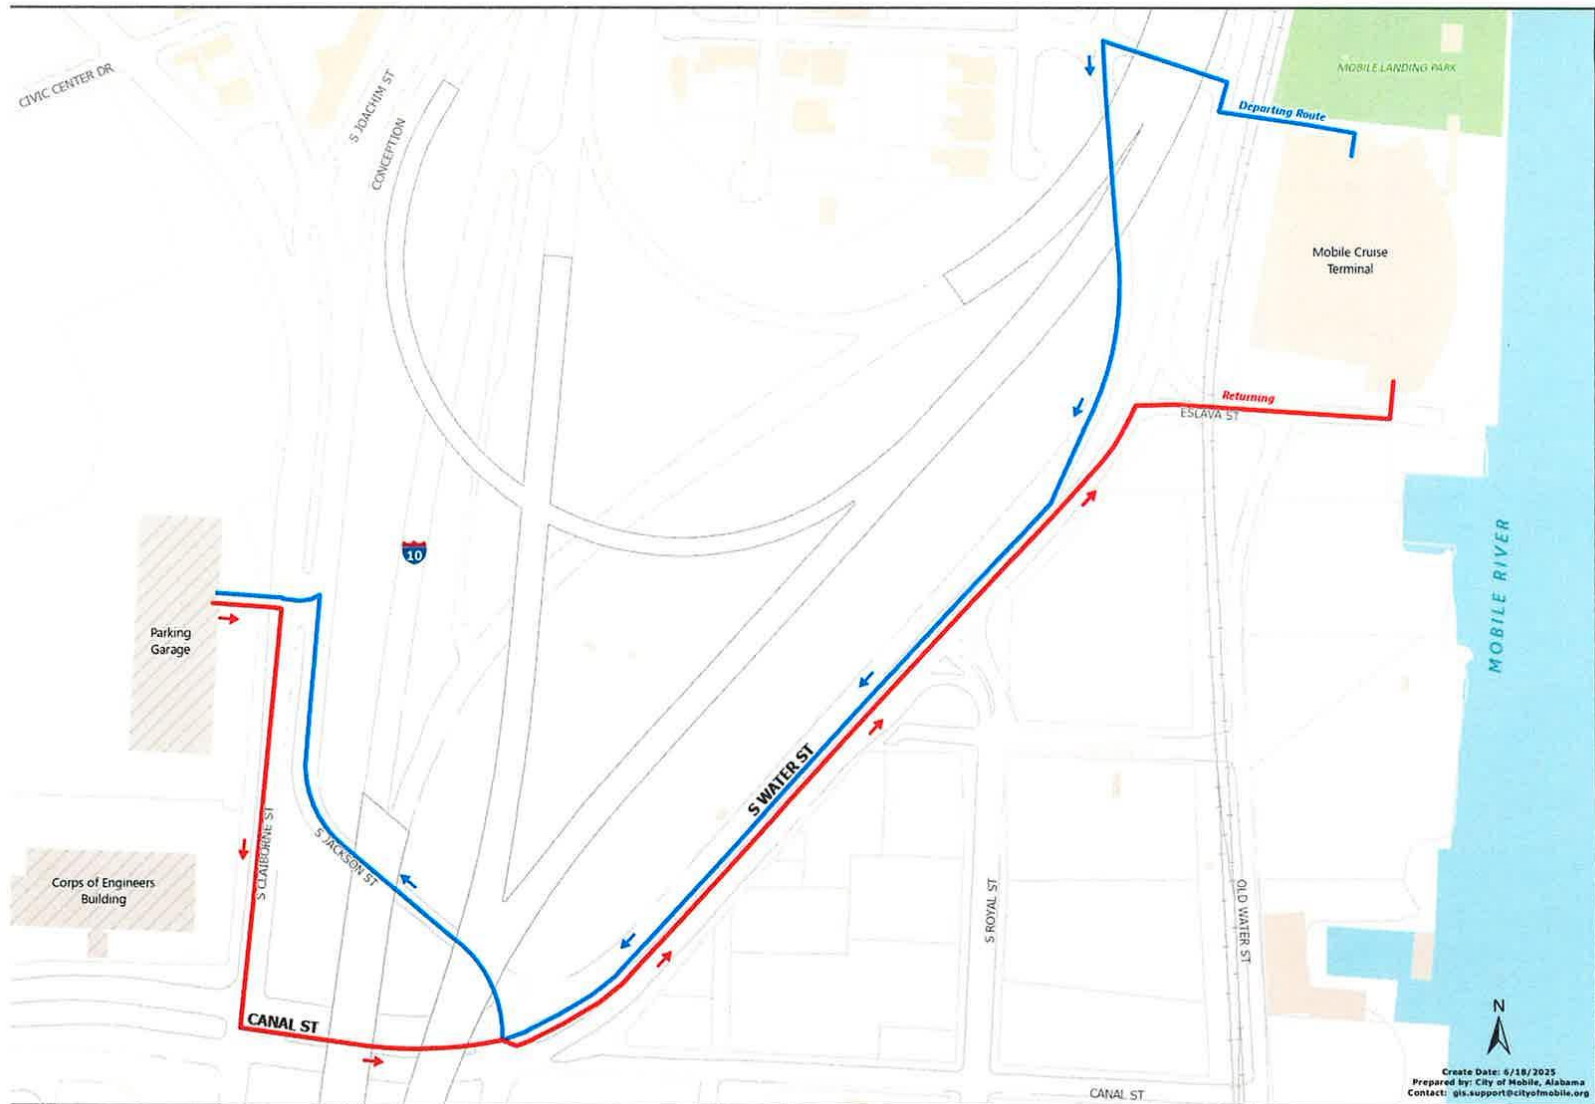 CIVIC CENTER DR
S JOACHIM ST
CONCEPTION
MOBILE LANDING PARK
Departing Route
Mobile Cruise
Terminal
Returning
ESLAVA ST
10
MOBILE RIVER
Parking
Garage
S WATER ST
S CLAIBORNE ST
S JACKSON ST
Corps of Engineers
Building
S ROYAL ST
OLD WATER ST
CANAL ST
N
Create Date: 6/18/2025
Prepared by: City of Mobile, Alabama
Contact: gis.support@cityofmobile.org
CANAL ST